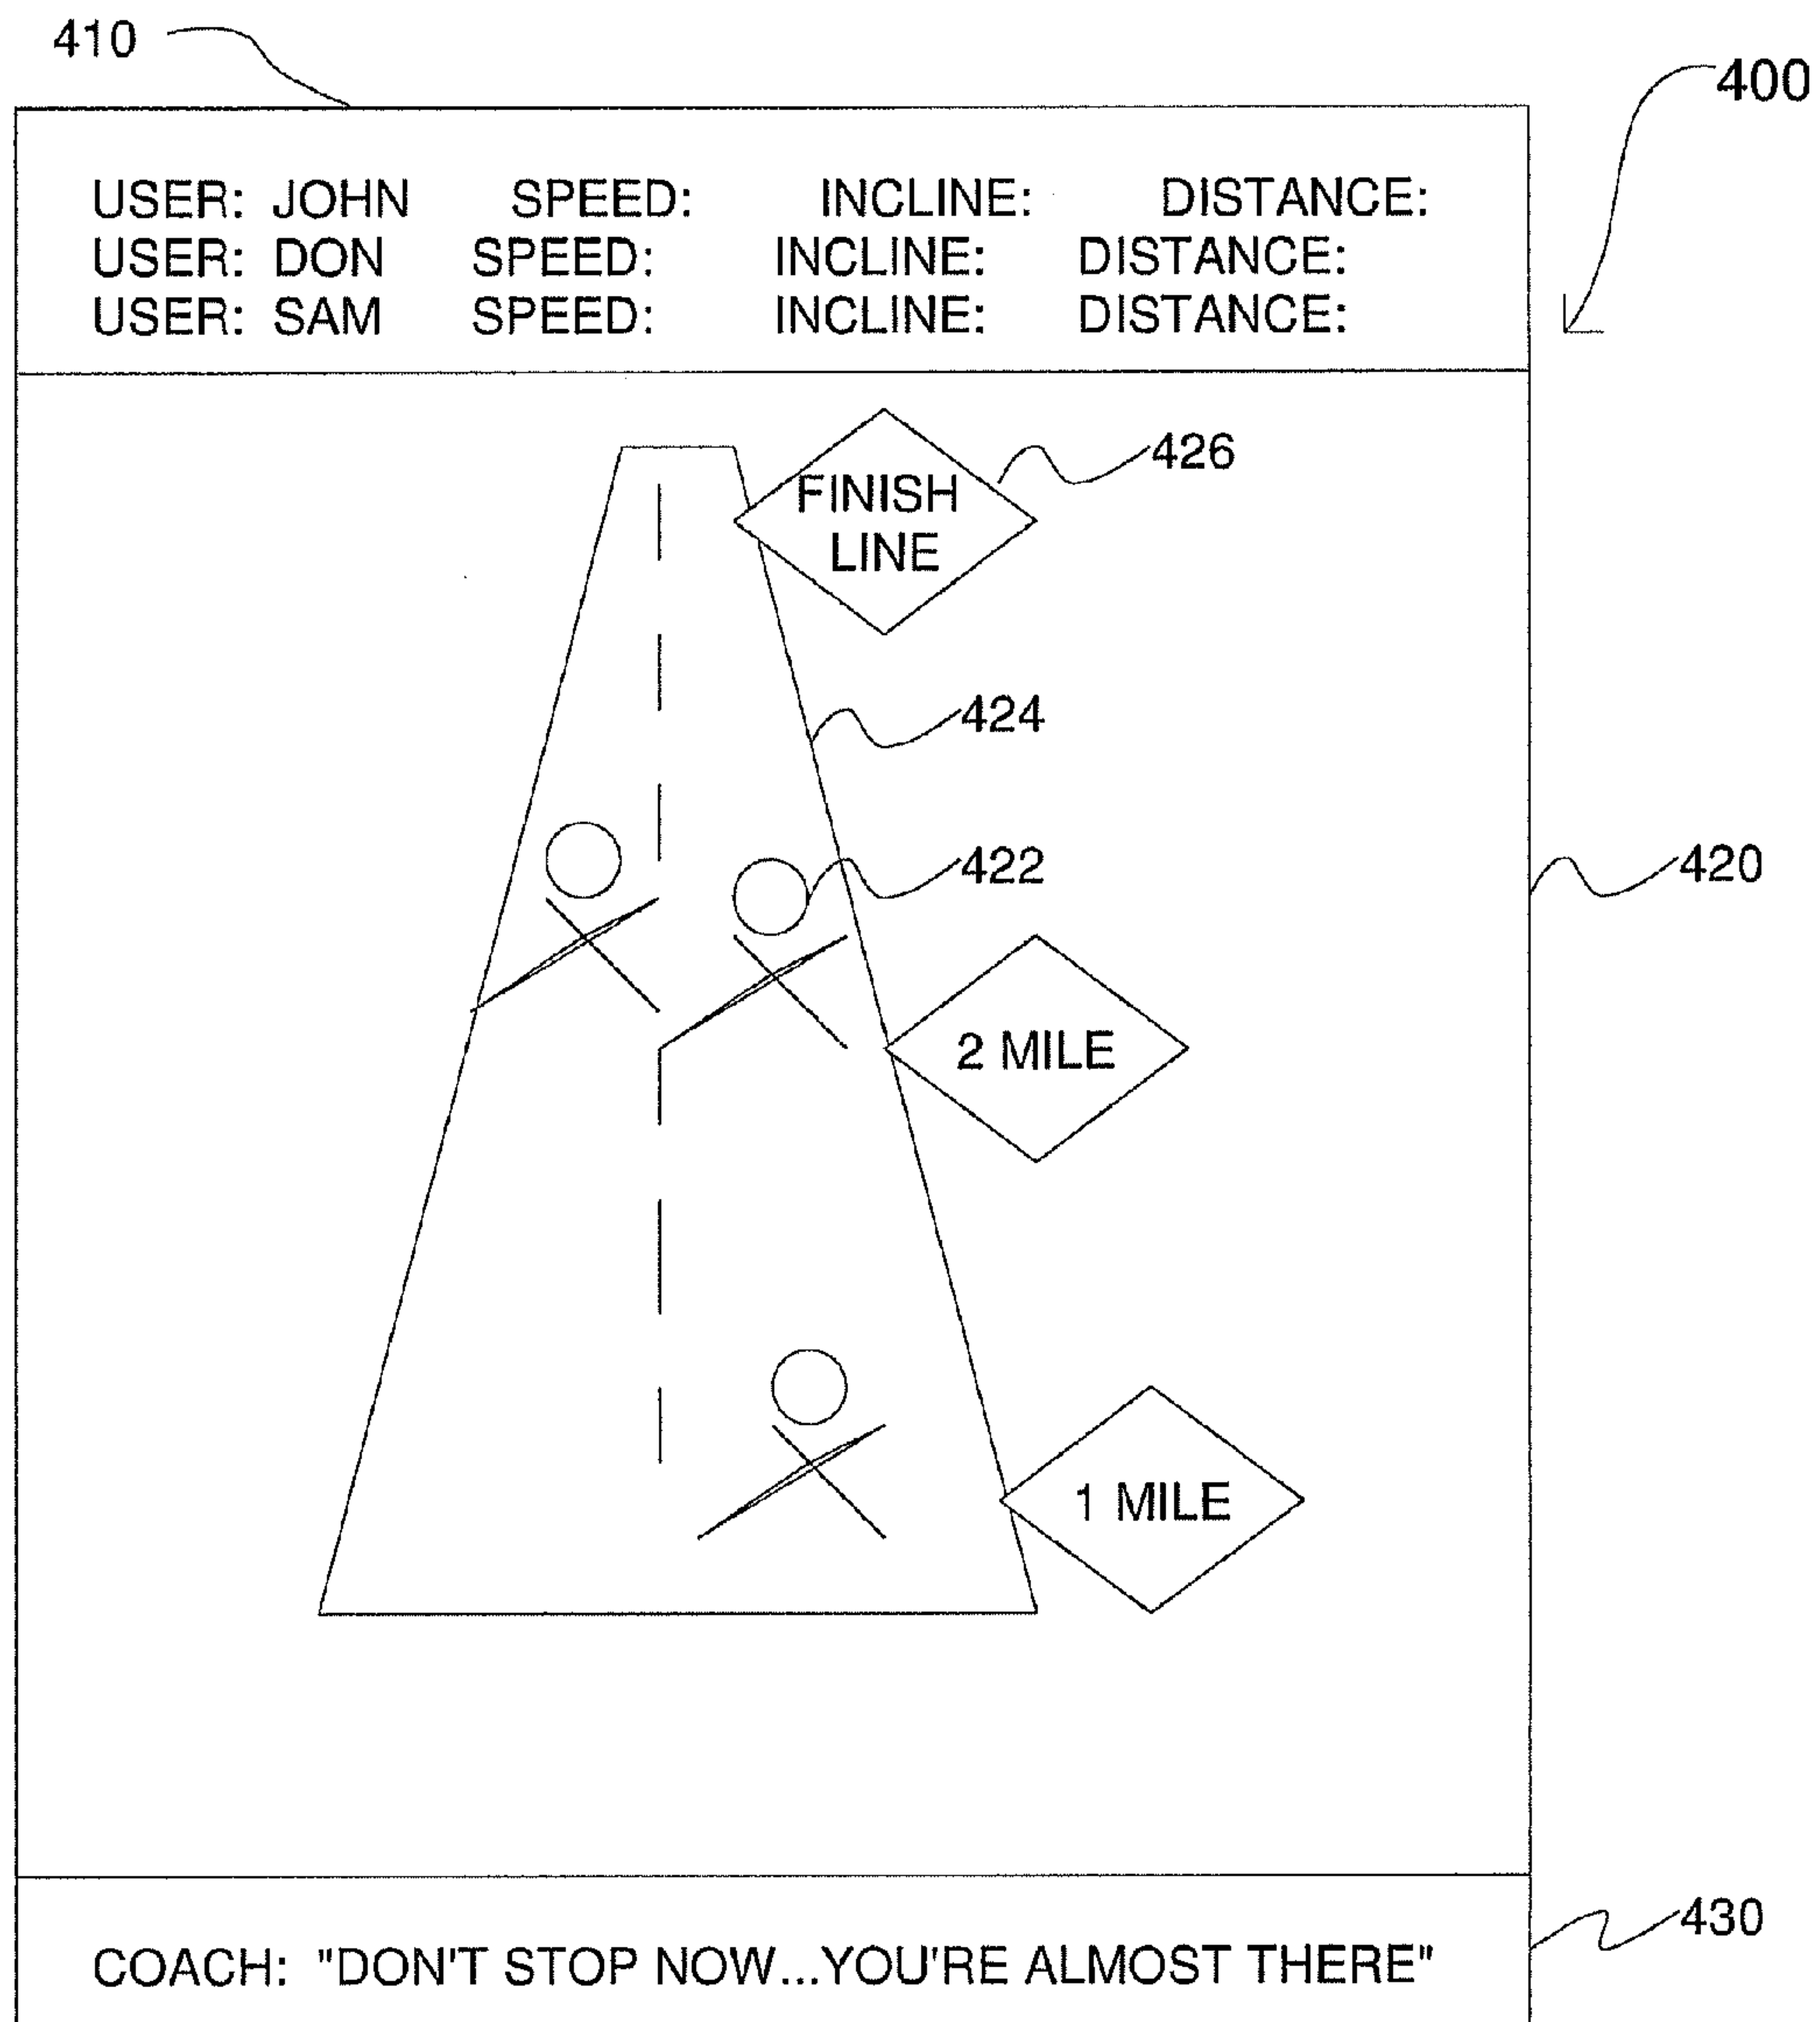 410
400
USER: JOHN SPEED: INCLINE: DISTANCE:
USER: DON SPEED: INCLINE: DISTANCE:
USER: SAM SPEED: INCLINE: DISTANCE:
426
FINISH
LINE
424
422
420
2 MILE
1 MILE
430
COACH: "DON'T STOP NOW...YOU'RE ALMOST THERE"